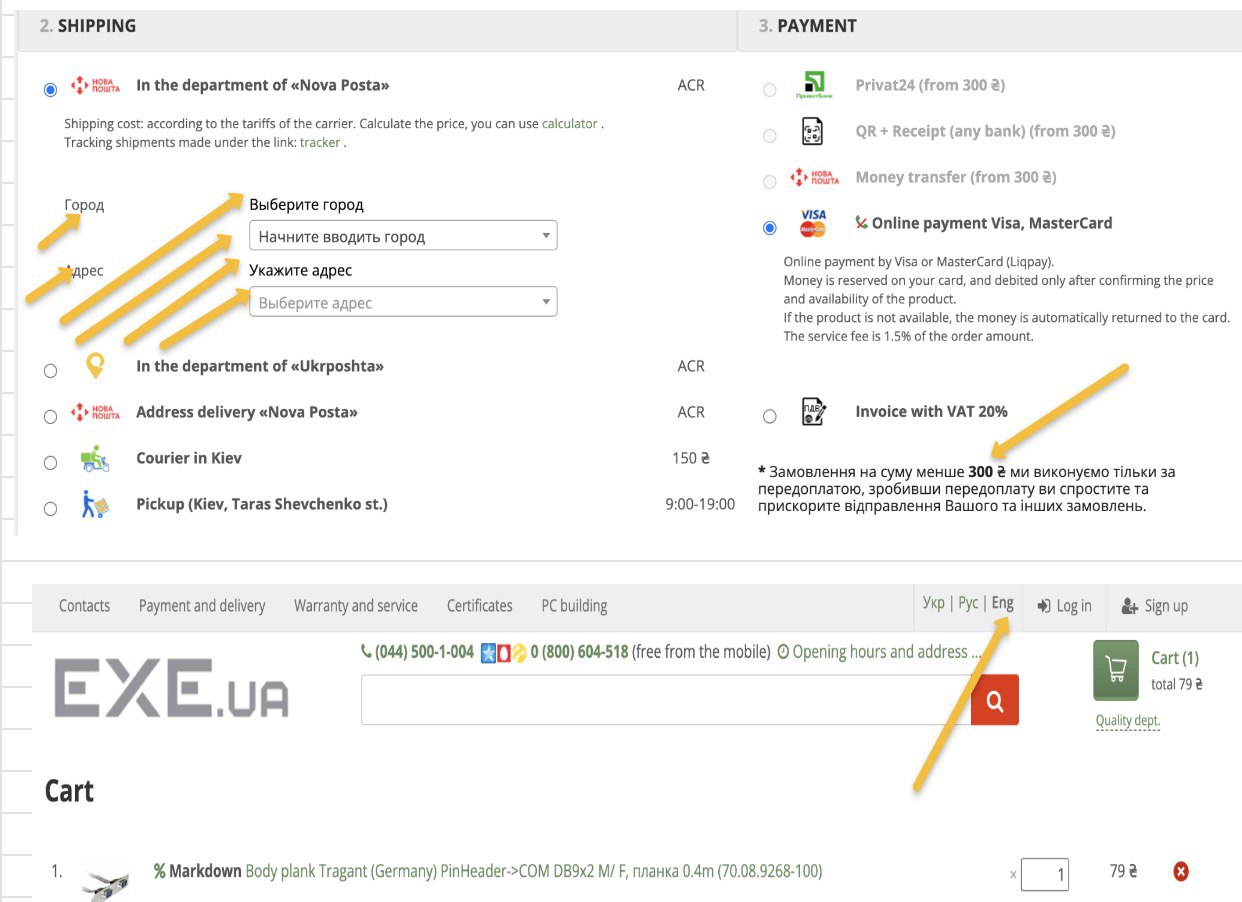 2. SHIPPING
3. PAYMENT
НОВА ПОШТА In the department of «Nova Posta» ACR
Shipping cost: according to the tariffs of the carrier. Calculate the price, you can use calculator .
Tracking shipments made under the link: tracker .
Город
Выберите город
Начните вводить город
Адрес
Укажите адрес
Выберите адрес
In the department of «Ukrposhta» ACR
НОВА ПОШТА Address delivery «Nova Posta» ACR
Courier in Kiev 150 ₴
Pickup (Kiev, Taras Shevchenko st.) 9:00-19:00
ПриватБанк Privat24 (from 300 ₴)
QR + Receipt (any bank) (from 300 ₴)
НОВА ПОШТА Money transfer (from 300 ₴)
VISA MasterCard Online payment Visa, MasterCard
Online payment by Visa or MasterCard (Liqpay).
Money is reserved on your card, and debited only after confirming the price
and availability of the product.
If the product is not available, the money is automatically returned to the card.
The service fee is 1.5% of the order amount.
ПДВ Invoice with VAT 20%
* Замовлення на суму менше 300 ₴ ми виконуємо тільки за
передоплатою, зробивши передоплату ви спростите та
прискорите відправлення Вашого та інших замовлень.
Contacts Payment and delivery Warranty and service Certificates PC building Укр | Рус | Eng Log in Sign up
(044) 500-1-004 0 (800) 604-518 (free from the mobile) Opening hours and address ...
EXE.UA
Cart (1)
total 79 ₴
Quality dept.
Cart
1. % Markdown Body plank Tragant (Germany) PinHeader->COM DB9x2 M/ F, планка 0.4m (70.08.9268-100) x 1 79 ₴